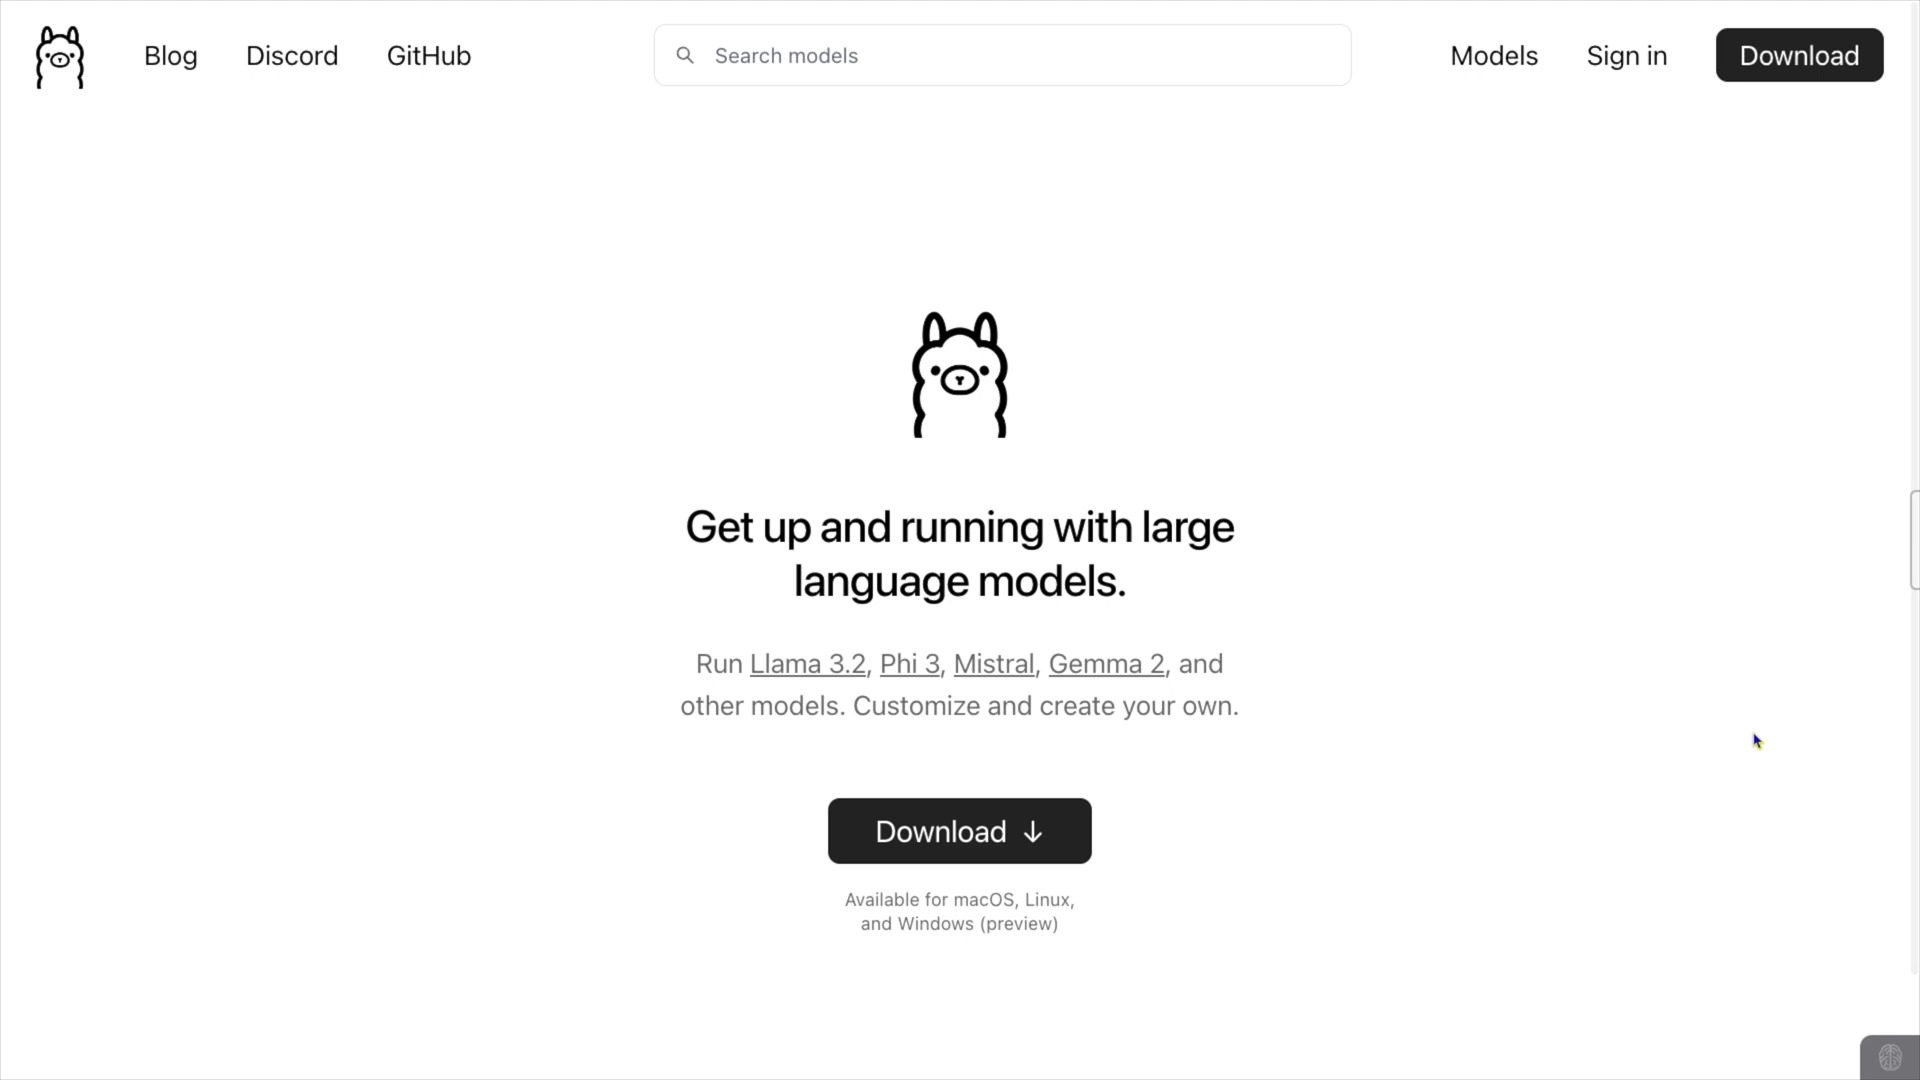 Blog Discord GitHub Search models Models Sign in Download
Get up and running with large
language models.
Run Llama 3.2, Phi 3, Mistral, Gemma 2, and
other models. Customize and create your own.
Download ↓
Available for macOS, Linux,
and Windows (preview)